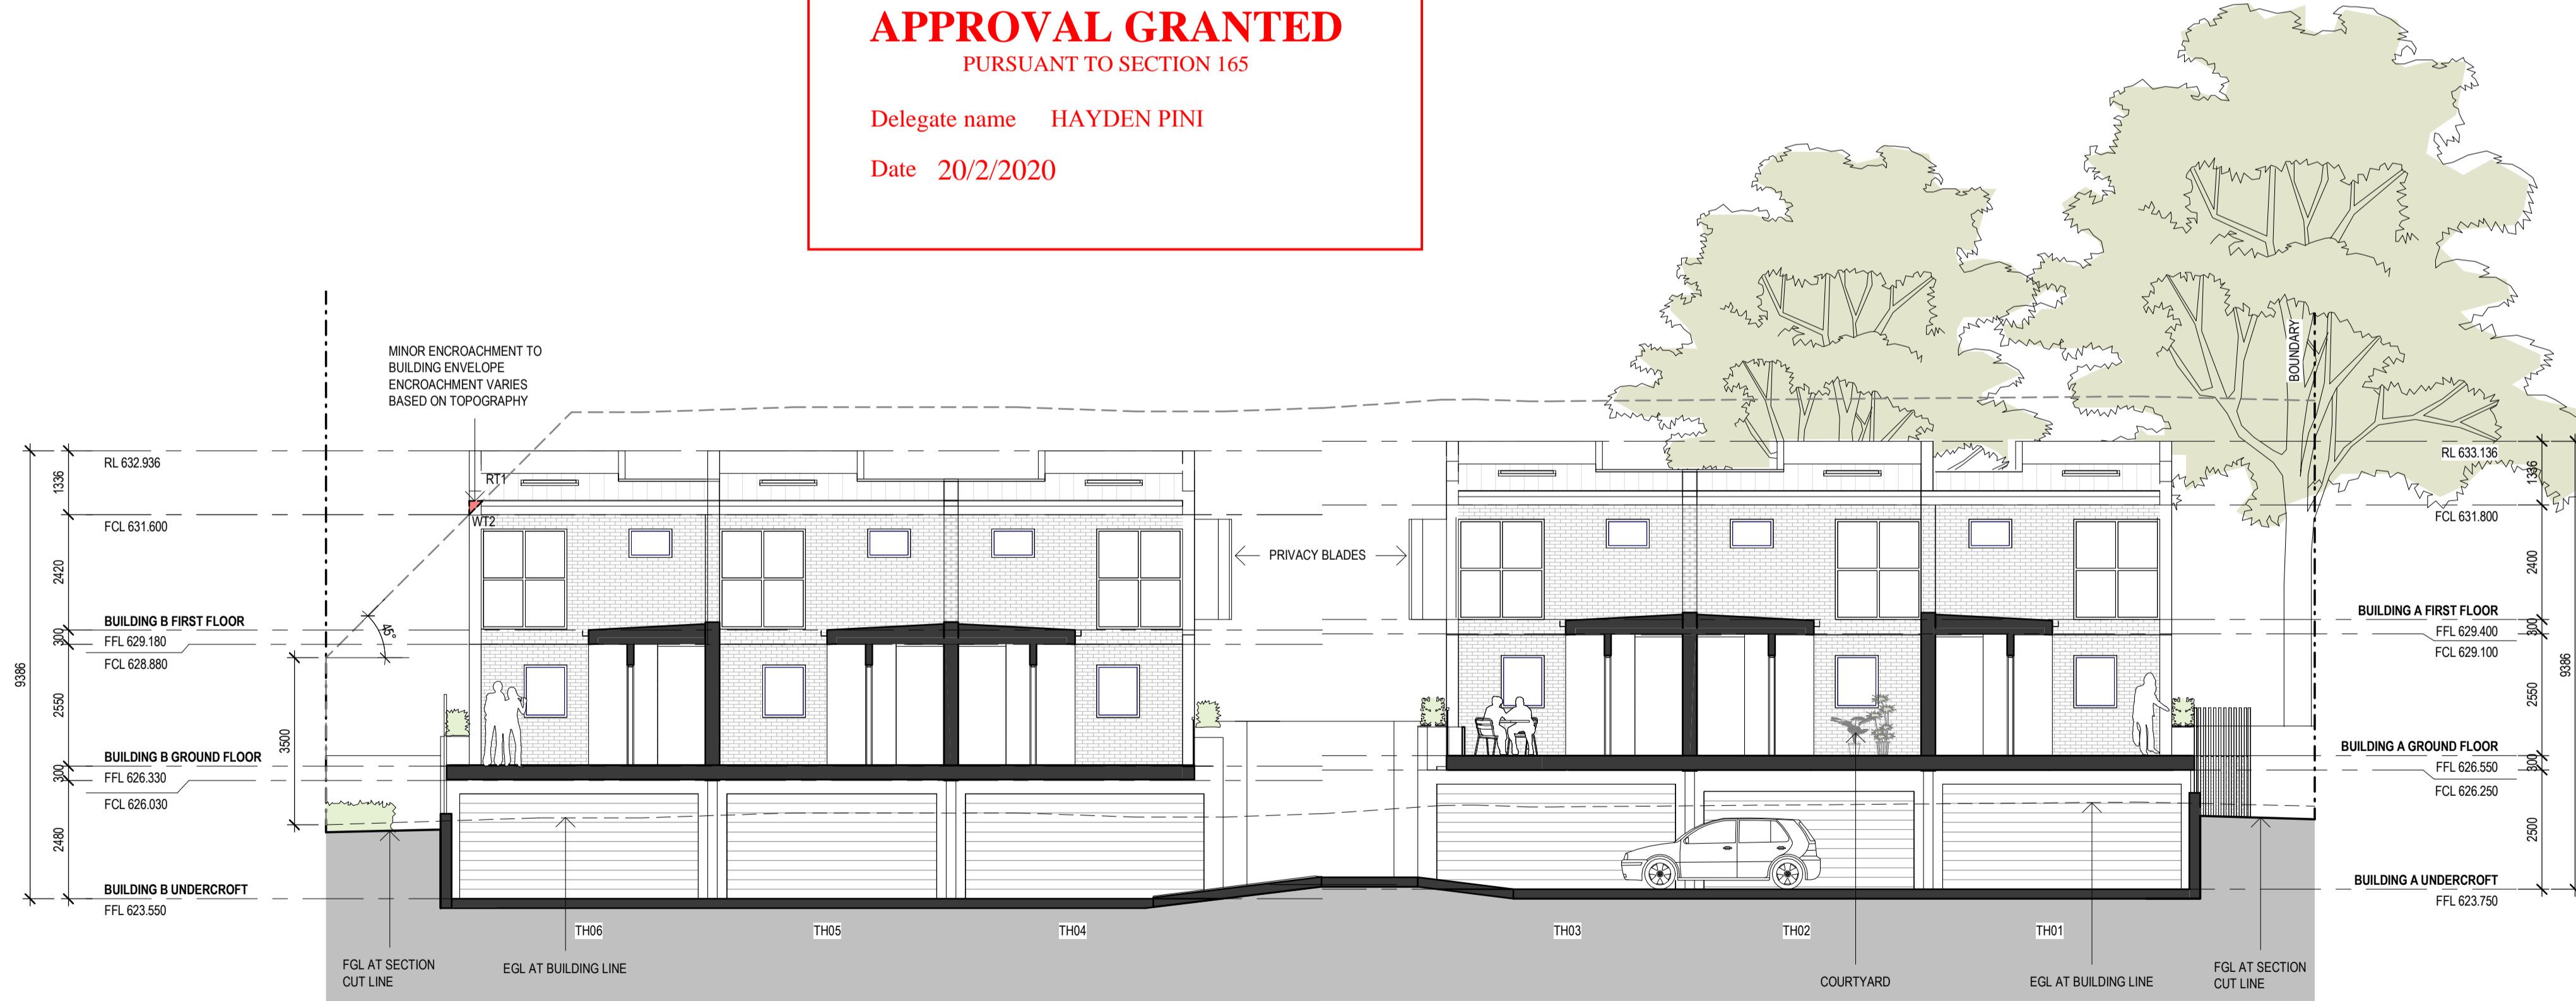 APPROVAL GRANTED
PURSUANT TO SECTION 165
Delegate name HAYDEN PINI
Date 20/2/2020
MINOR ENCROACHMENT TO
BUILDING ENVELOPE
ENCROACHMENT VARIES
BASED ON TOPOGRAPHY
BOUNDARY
RL 632.936
FCL 631.600
BUILDING B FIRST FLOOR
FFL 629.180
FCL 628.880
BUILDING B GROUND FLOOR
FFL 626.330
FCL 626.030
BUILDING B UNDERCROFT
FFL 623.550
9386
1336
2420
300
2550
300
2480
3500
45°
RT1
WT2
PRIVACY BLADES
RL 633.136
FCL 631.800
BUILDING A FIRST FLOOR
FFL 629.400
FCL 629.100
BUILDING A GROUND FLOOR
FFL 626.550
FCL 626.250
BUILDING A UNDERCROFT
FFL 623.750
1336
2400
300
2550
300
2500
9386
TH06
TH05
TH04
TH03
TH02
TH01
FGL AT SECTION
CUT LINE
EGL AT BUILDING LINE
COURTYARD
EGL AT BUILDING LINE
FGL AT SECTION
CUT LINE